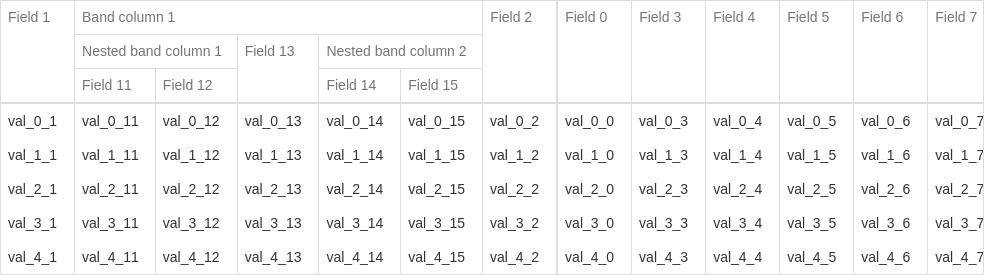 Field 1 Band column 1 Field 2 Field 0 Field 3 Field 4 Field 5 Field 6 Field 7
Nested band column 1 Field 13 Nested band column 2
Field 11 Field 12 Field 14 Field 15
val_0_1 val_0_11 val_0_12 val_0_13 val_0_14 val_0_15 val_0_2 val_0_0 val_0_3 val_0_4 val_0_5 val_0_6 val_0_7
val_1_1 val_1_11 val_1_12 val_1_13 val_1_14 val_1_15 val_1_2 val_1_0 val_1_3 val_1_4 val_1_5 val_1_6 val_1_7
val_2_1 val_2_11 val_2_12 val_2_13 val_2_14 val_2_15 val_2_2 val_2_0 val_2_3 val_2_4 val_2_5 val_2_6 val_2_7
val_3_1 val_3_11 val_3_12 val_3_13 val_3_14 val_3_15 val_3_2 val_3_0 val_3_3 val_3_4 val_3_5 val_3_6 val_3_7
val_4_1 val_4_11 val_4_12 val_4_13 val_4_14 val_4_15 val_4_2 val_4_0 val_4_3 val_4_4 val_4_5 val_4_6 val_4_7